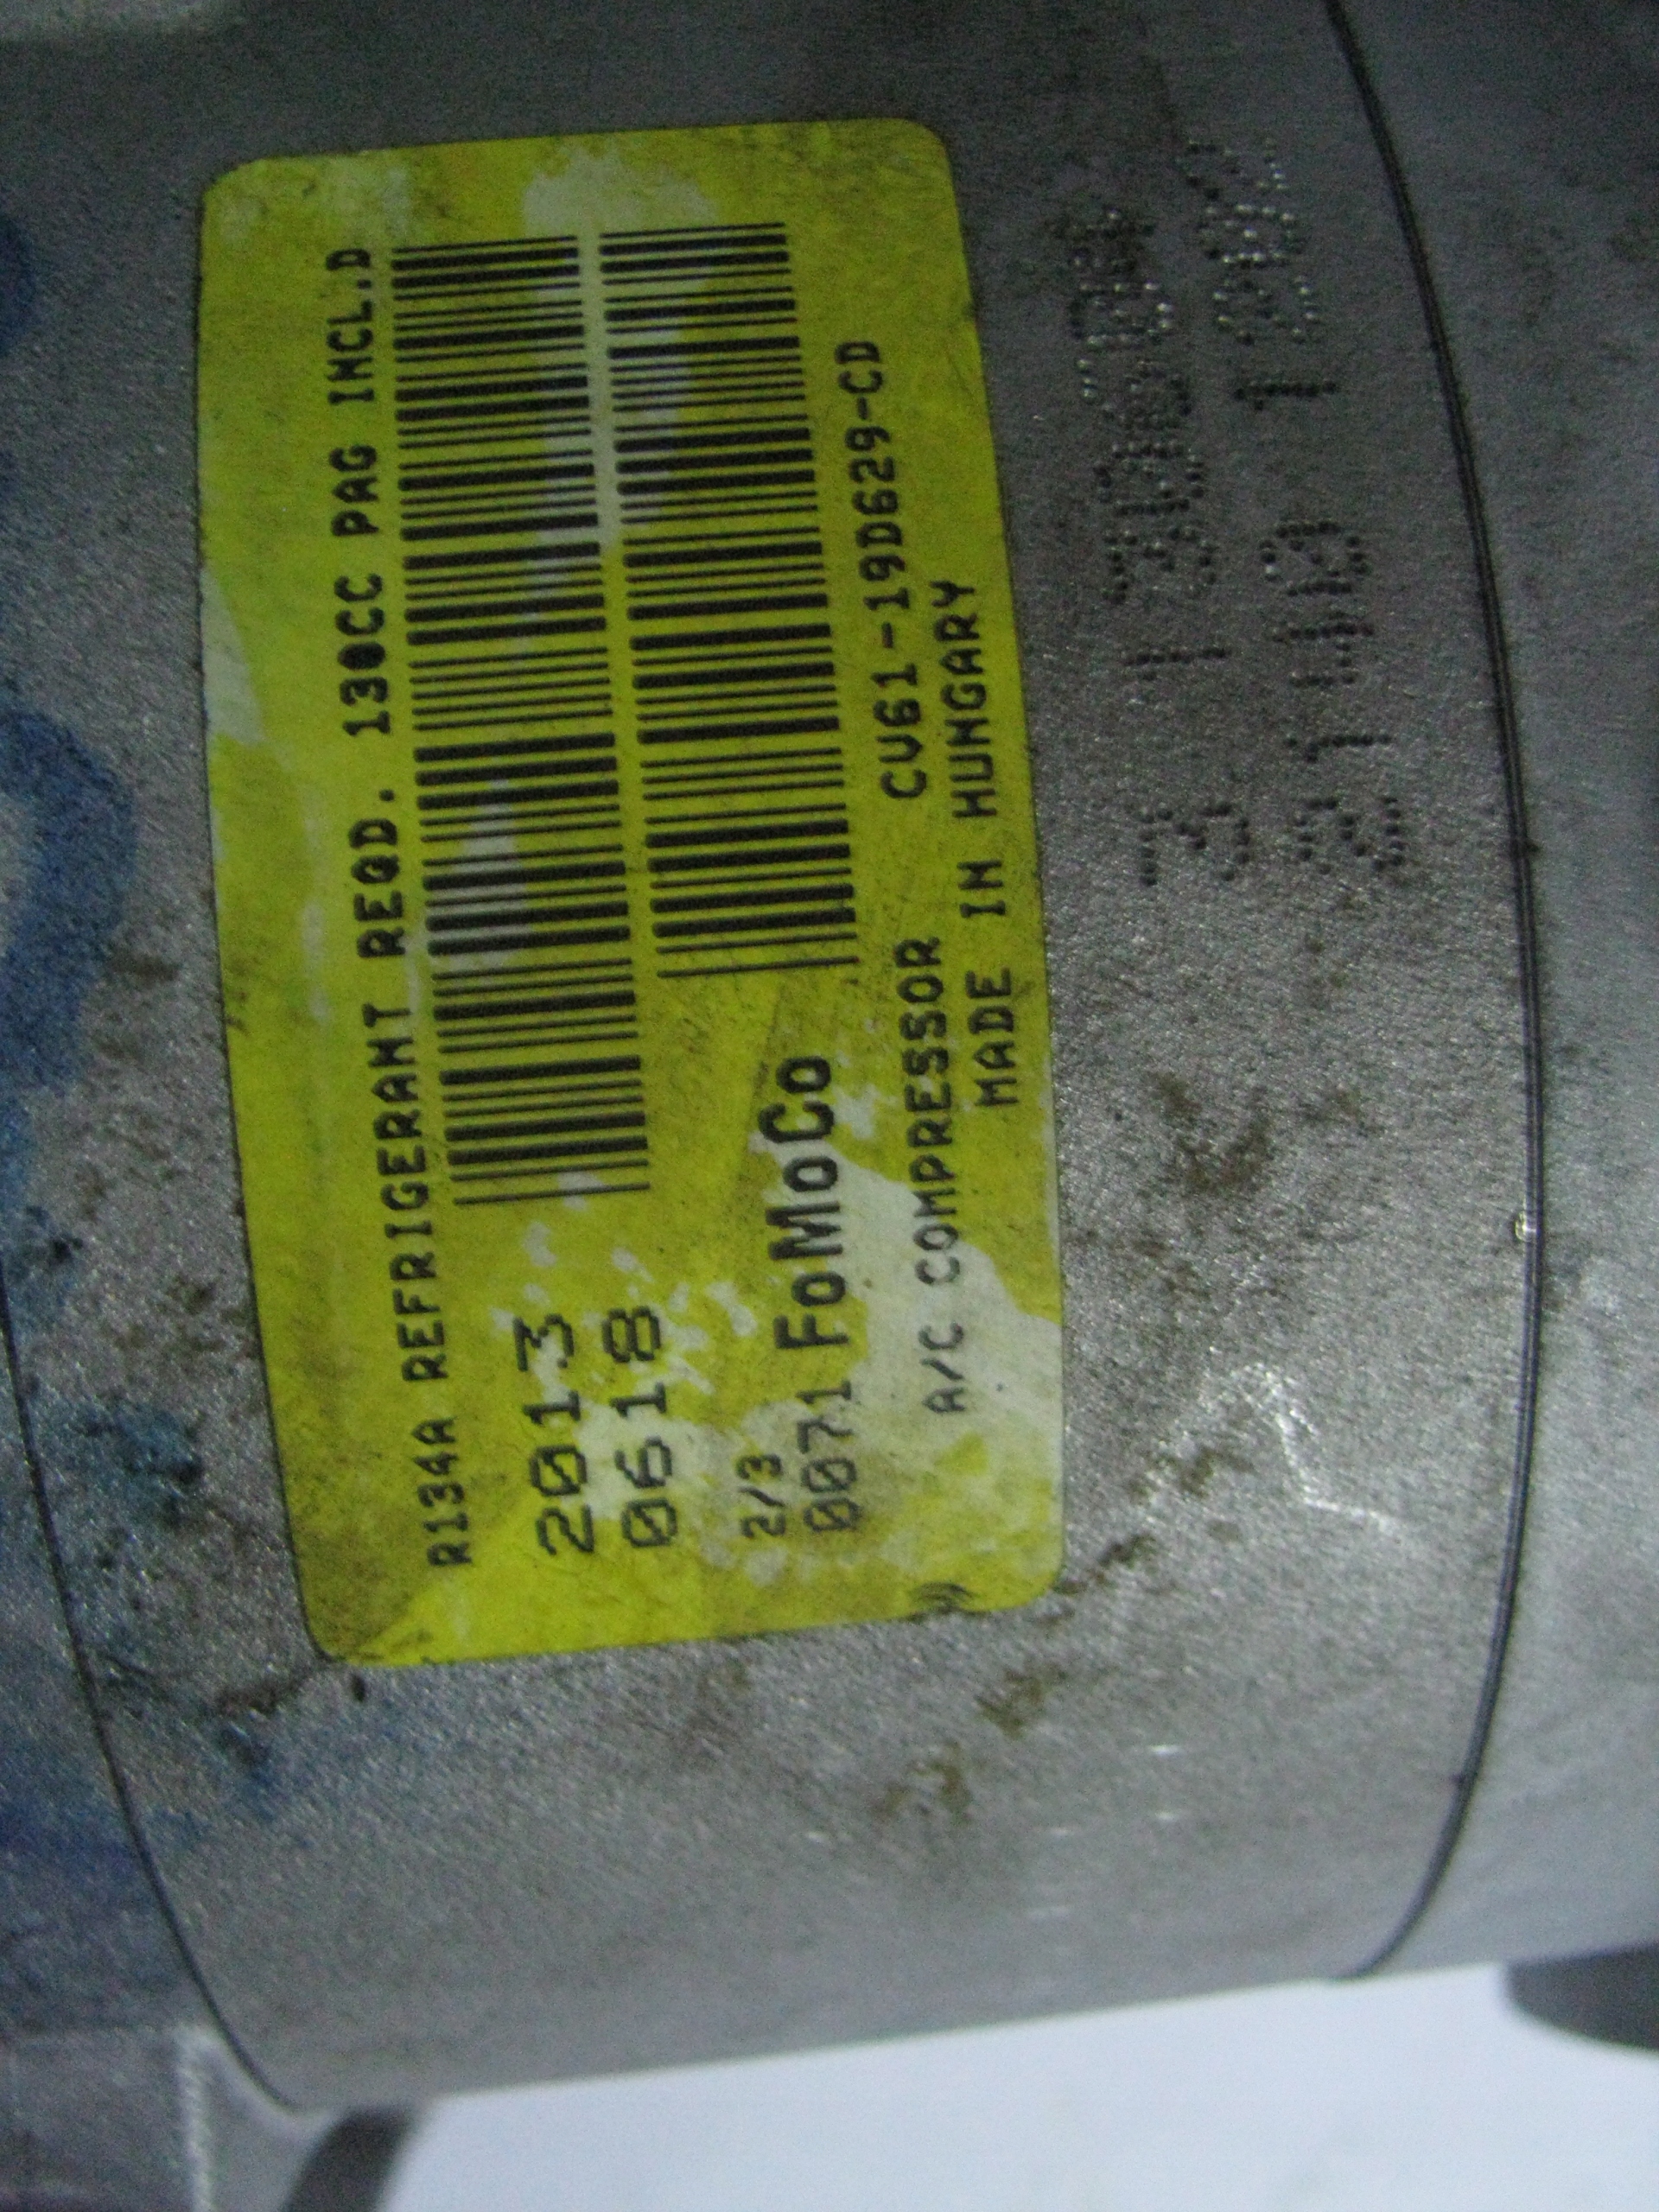 R134A REFRIGERANT REQD. 130CC PAG INCL.D
2013
0618
2/3
0071 FoMoCo
A/C COMPRESSOR CV61-19D629-CD
MADE IN HUNGARY